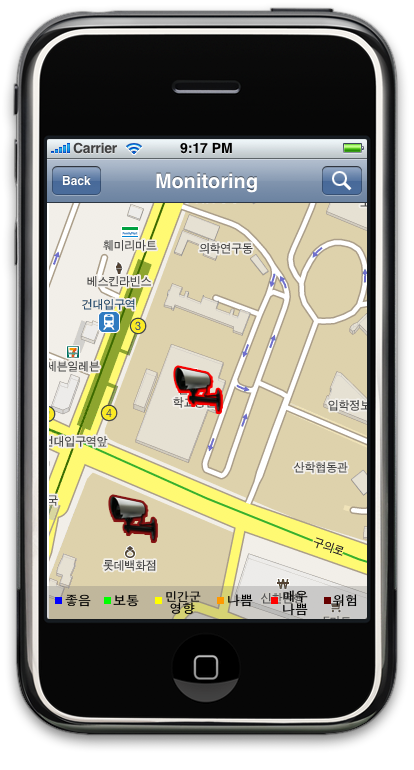 Carrier 9:17 PM
Back Monitoring
의학연구동
훼미리마트
베스킨라빈스
건대입구역
3
세븐일레븐
4
입학정보
건대입구역앞
산학협동관
국
구의로
롯데백화점
좋음 보통 민간군 영향 나쁨 매우 나쁨 위험